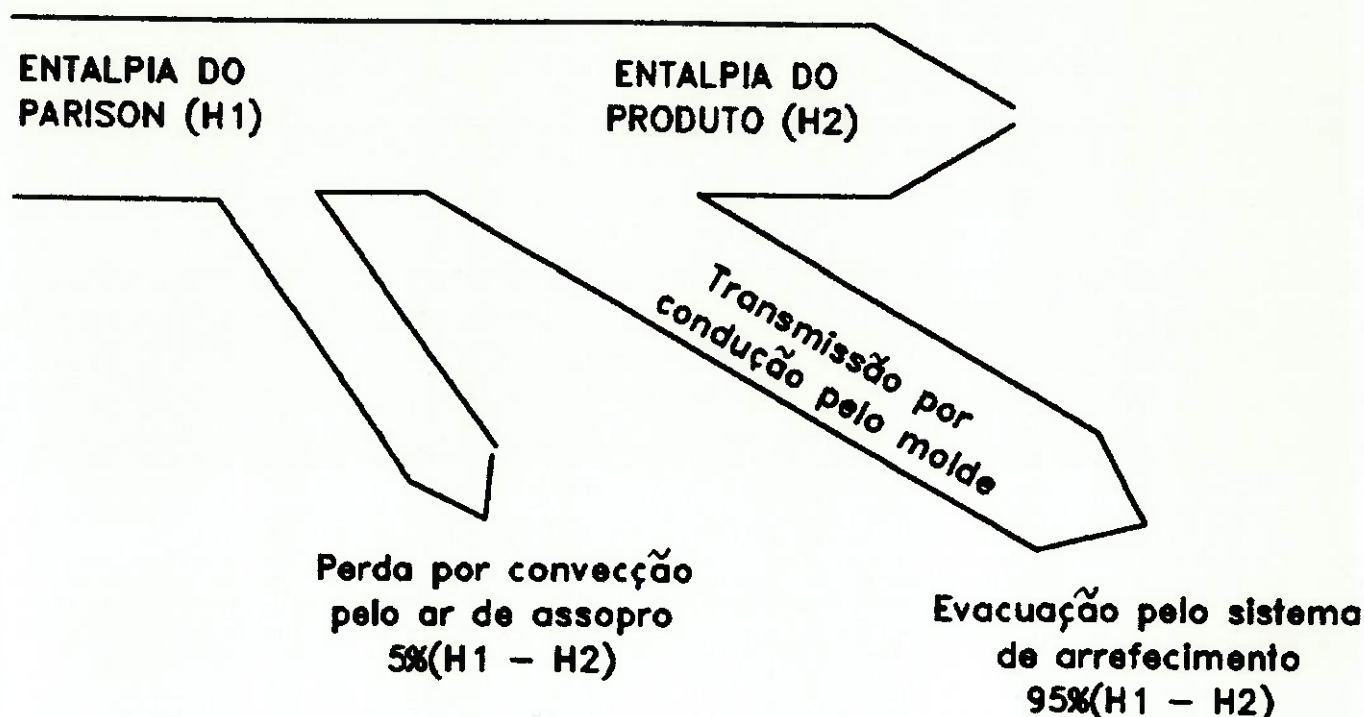 ENTALPIA DO
PARISON (H1)
ENTALPIA DO
PRODUTO (H2)
Transmissão por
condução pelo molde
Perda por convecção
pelo ar de assopro
5%(H1 − H2)
Evacuação pelo sistema
de arrefecimento
95%(H1 − H2)